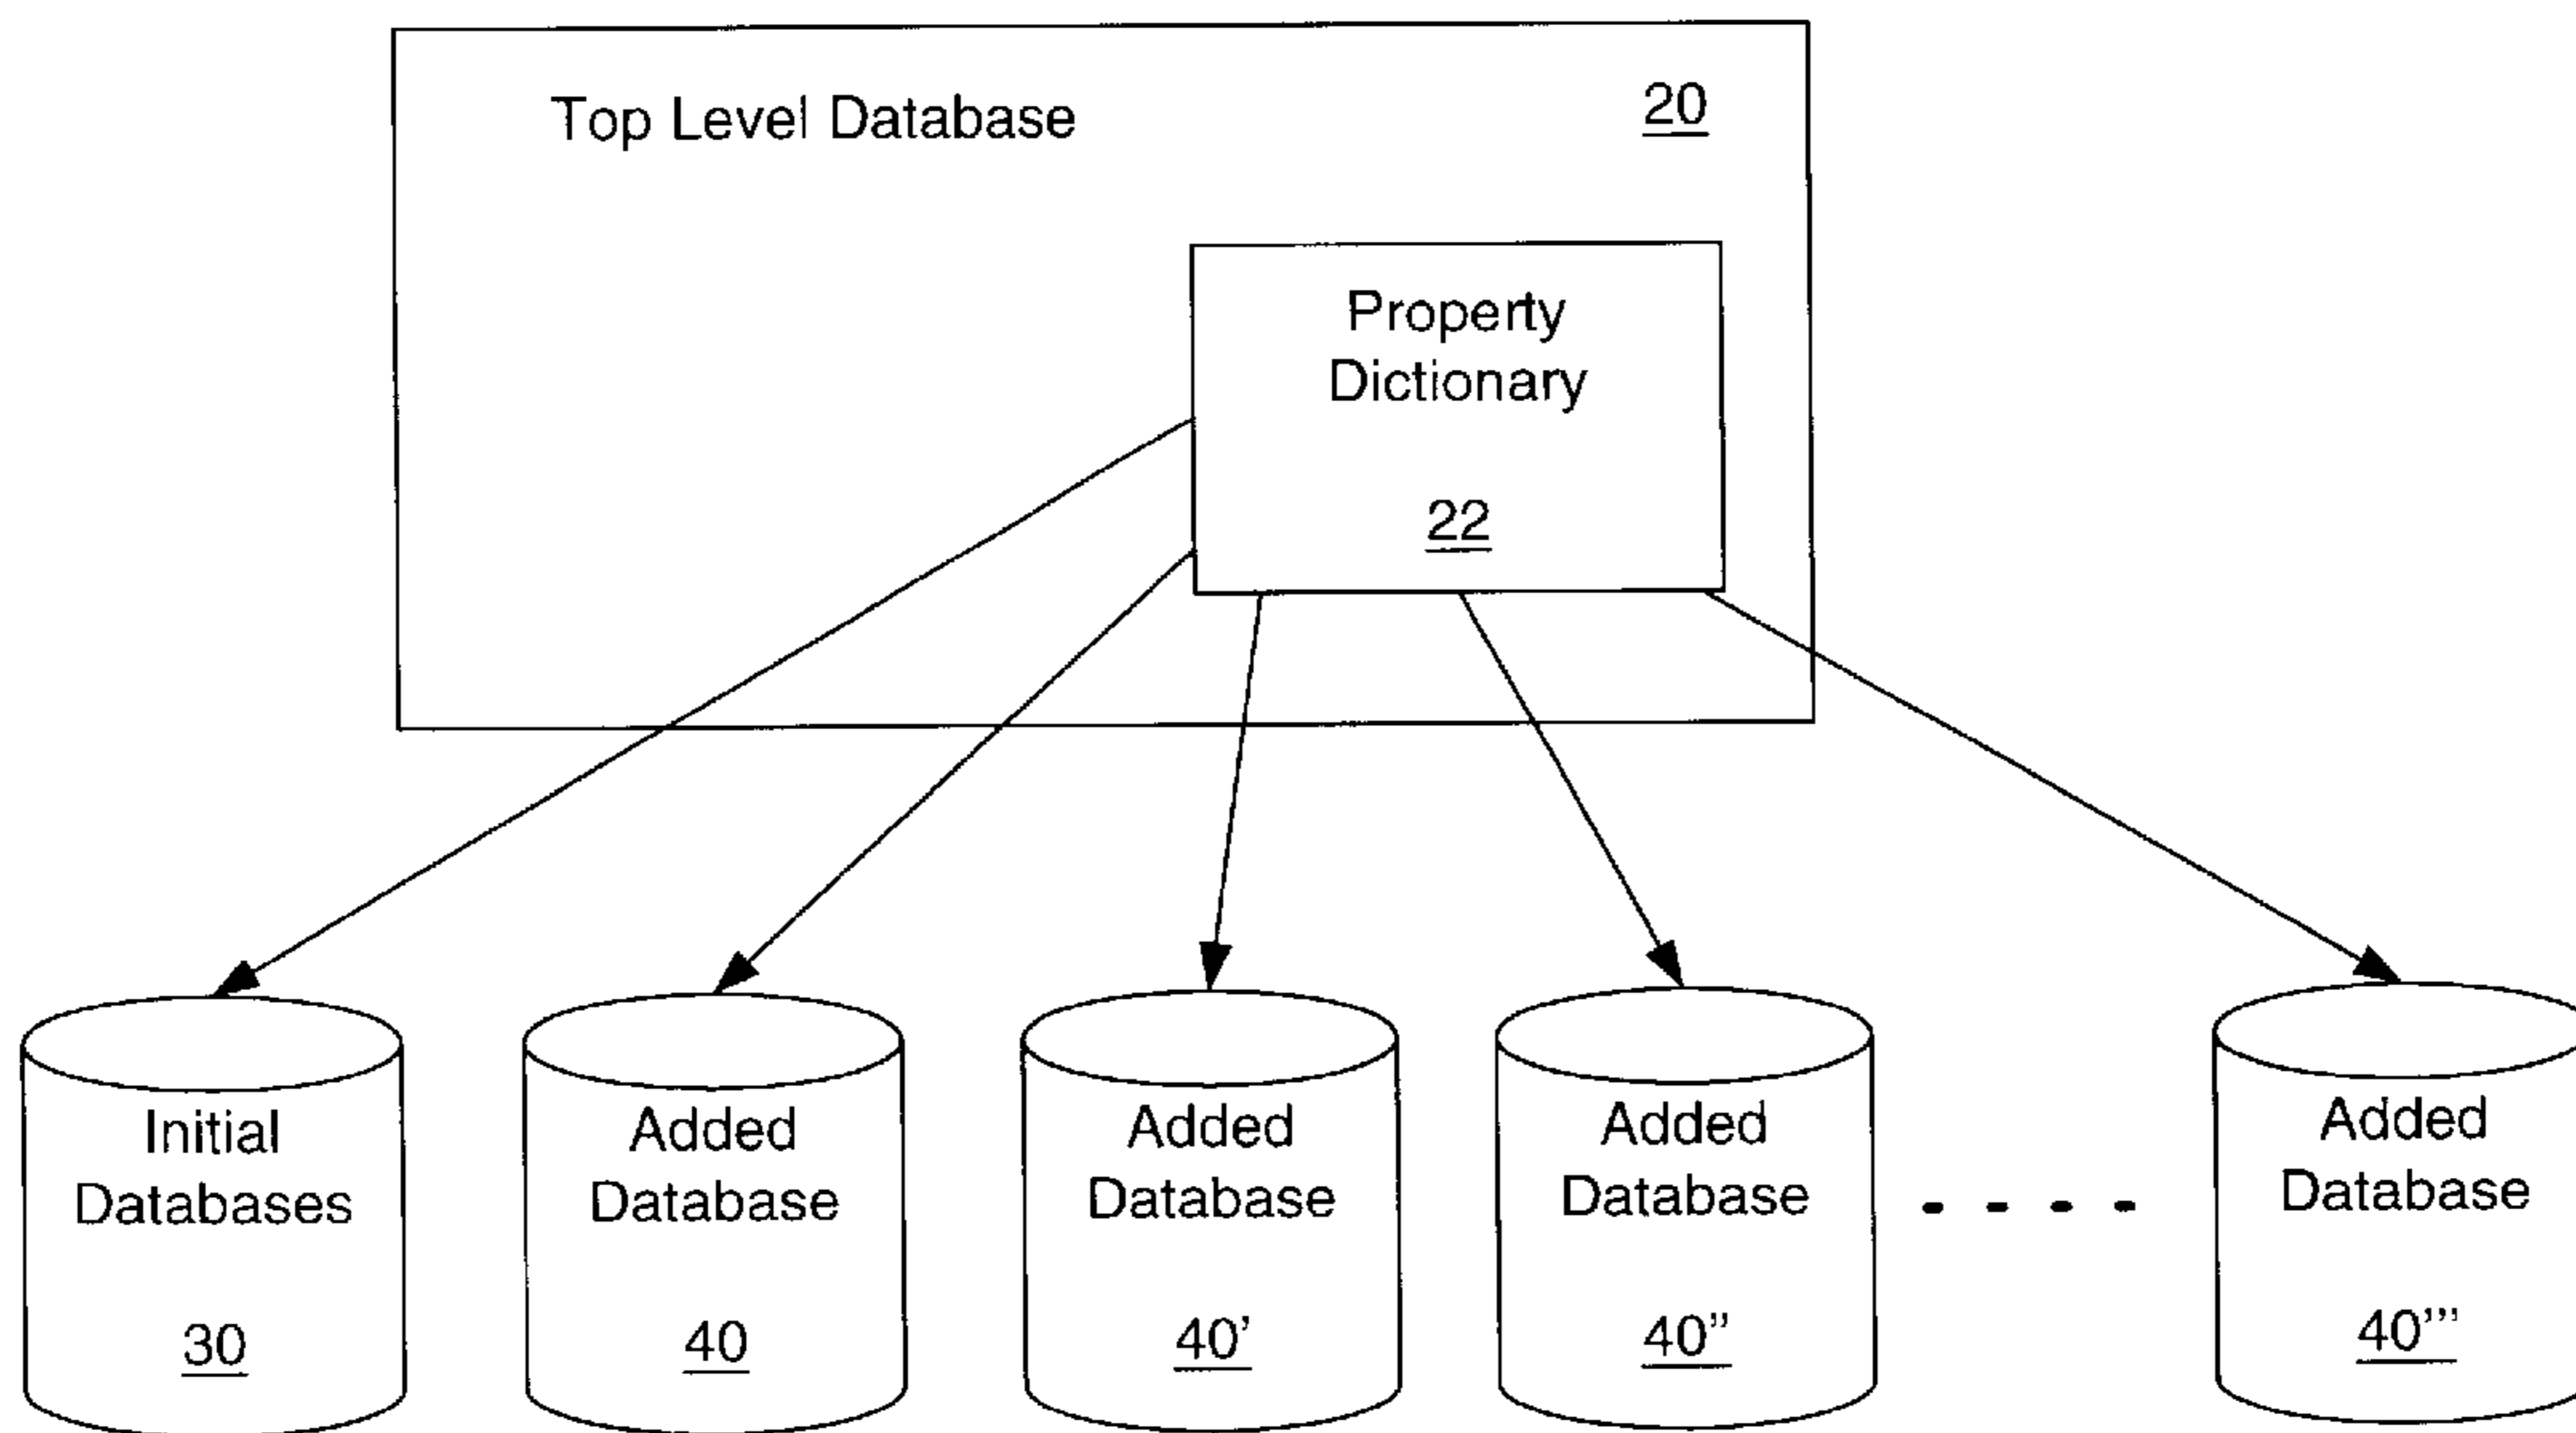 Top Level Database
20
Property
Dictionary
22
Initial
Databases
30
Added
Database
40
Added
Database
40'
Added
Database
40"
Added
Database
40'"